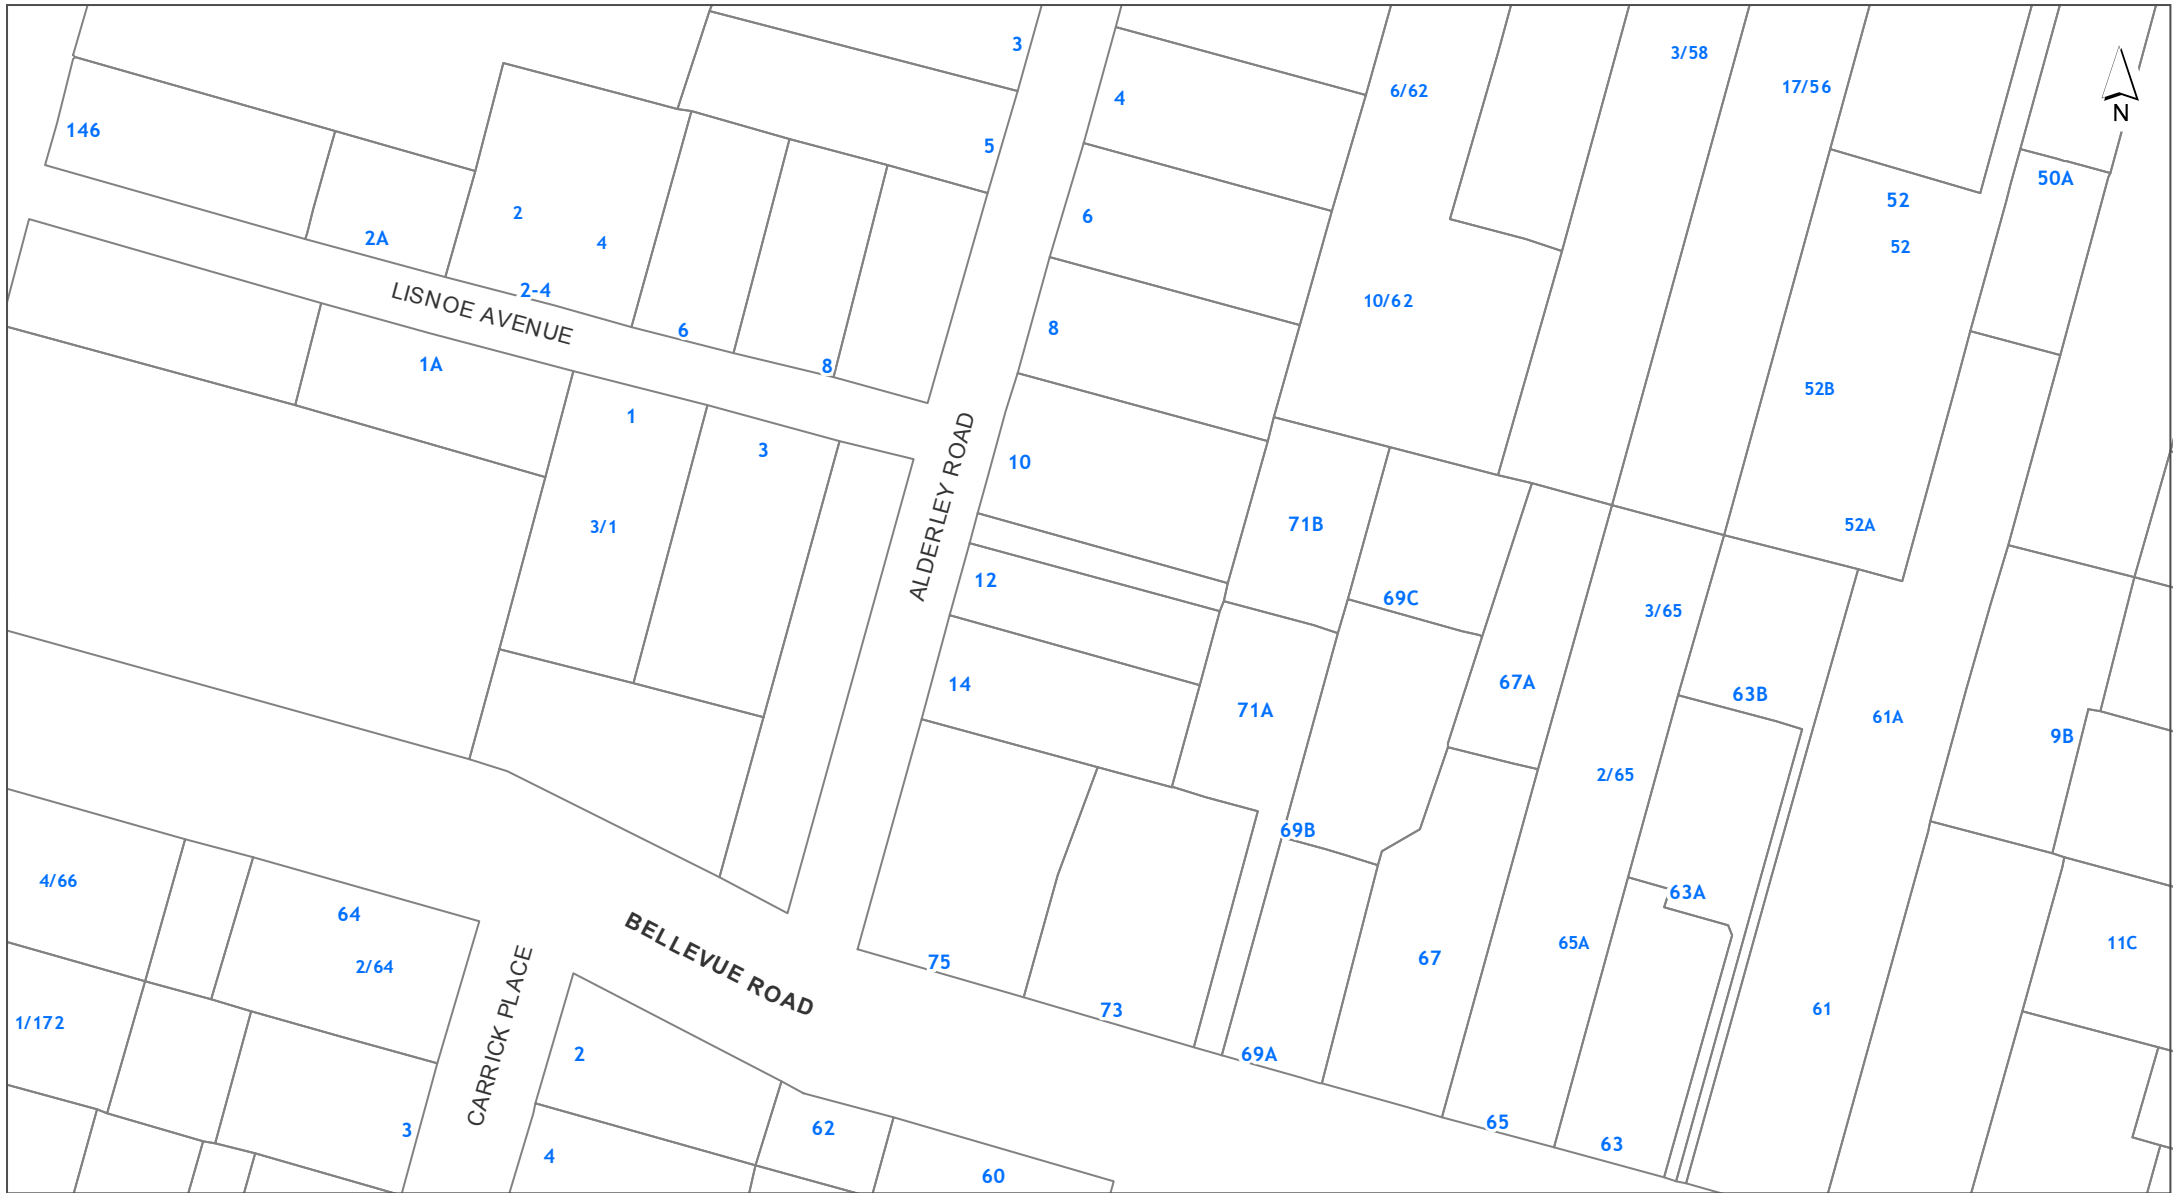 3
3/58
6/62
17/56
4
N
146
5
50A
52
2
6
2A
4
52
2-4
10/62
LISNOE AVENUE
6
8
8
1A
52B
1
3
10
ALDERLEY ROAD
3/1
71B
52A
12
69C
3/65
14
67A
63B
71A
61A
9B
2/65
69B
4/66
63A
64
BELLEVUE ROAD
65A
11C
2/64
75
67
CARRICK PLACE
73
61
1/172
2
69A
62
65
3
63
4
60